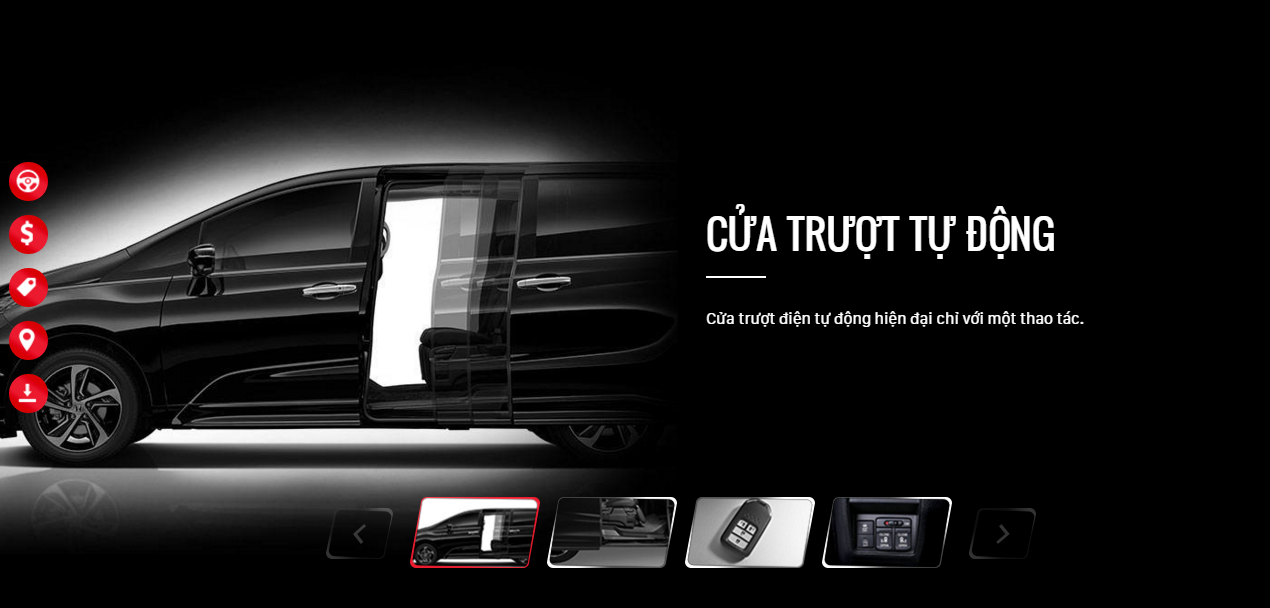 CỬA TRƯỢT TỰ ĐỘNG
Cửa trượt điện tự động hiện đại chỉ với một thao tác.